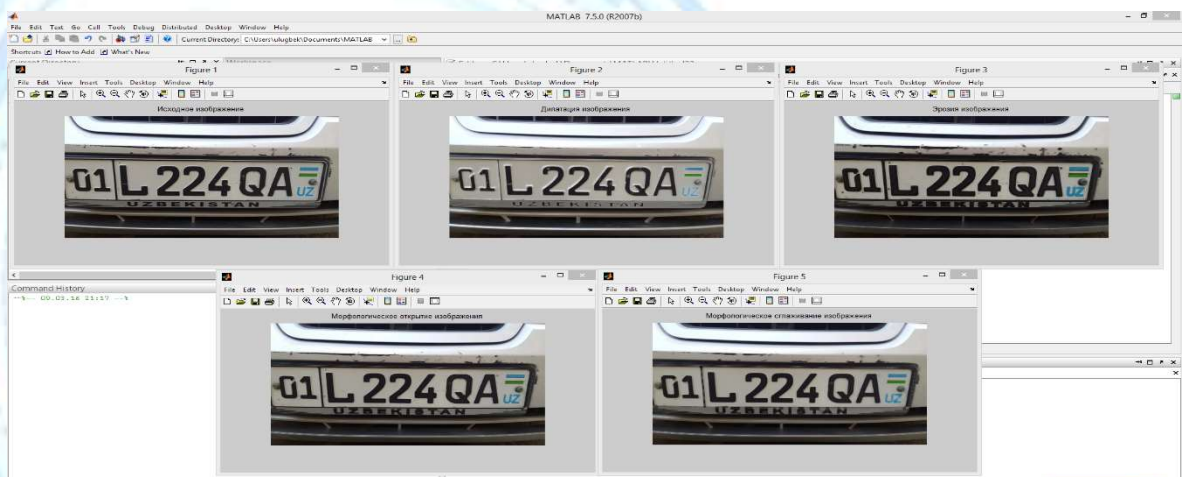 MATLAB 7.5.0 (R2007b)
File Edit Text Go Cell Tools Debug Distributed Desktop Window Help
Current Directory: C:\Users\ulugbek\Documents\MATLAB
Shortcuts How to Add What's New
Figure 1
File Edit View Insert Tools Desktop Window Help
Исходное изображение
01 L 224 QA
UZ
UZBEKISTAN
Figure 2
File Edit View Insert Tools Desktop Window Help
Дилатация изображения
01 L 224 QA
UZ
UZBEKISTAN
Figure 3
File Edit View Insert Tools Desktop Window Help
Эрозия изображения
01 L 224 QA
UZ
UZBEKISTAN
Command History
Figure 4
File Edit View Insert Tools Desktop Window Help
Морфологическое открытие изображения
01 L 224 QA
UZ
UZBEKISTAN
Figure 5
File Edit View Insert Tools Desktop Window Help
Морфологическое сглаживание изображения
01 L 224 QA
UZ
UZBEKISTAN